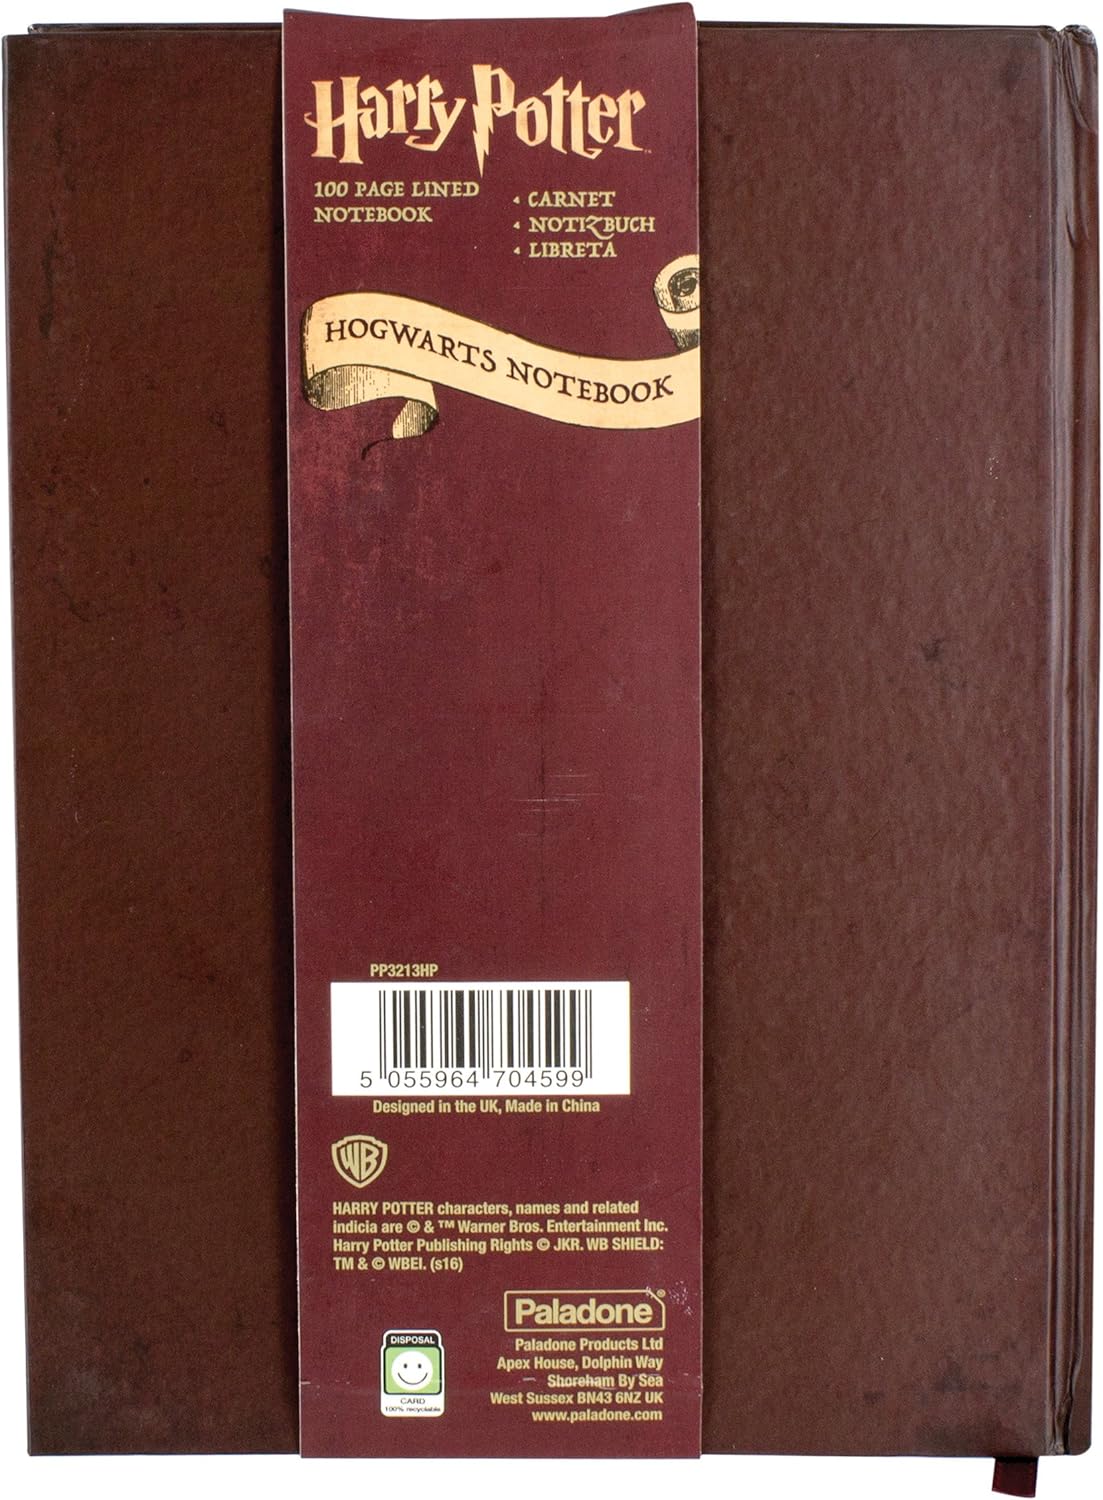 Harry Potter™
100 PAGE LINED
NOTEBOOK
CARNET
NOTIZBUCH
LIBRETA
HOGWARTS NOTEBOOK
PP3213HP
5 055964 704599
Designed in the UK, Made in China
WB
HARRY POTTER characters, names and related
indicia are © & ™ Warner Bros. Entertainment Inc.
Harry Potter Publishing Rights © JKR. WB SHIELD:
TM & © WBEI. (s16)
Paladone®
Paladone Products Ltd
Apex House, Dolphin Way
Shoreham By Sea
West Sussex BN43 6NZ UK
www.paladone.com
DISPOSAL
CARD
100% recyclable